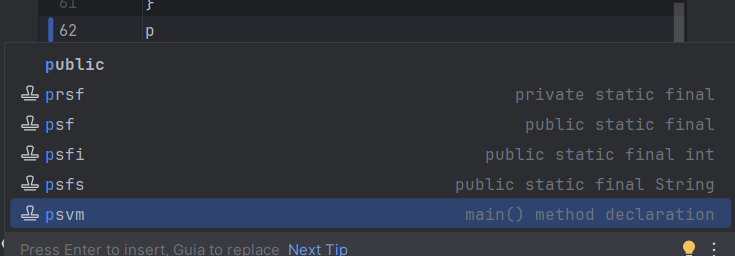 61 }
62 p
public
prsf private static final
psf public static final
psfi public static final int
psfs public static final String
psvm main() method declaration
Press Enter to insert, Guia to replace Next Tip